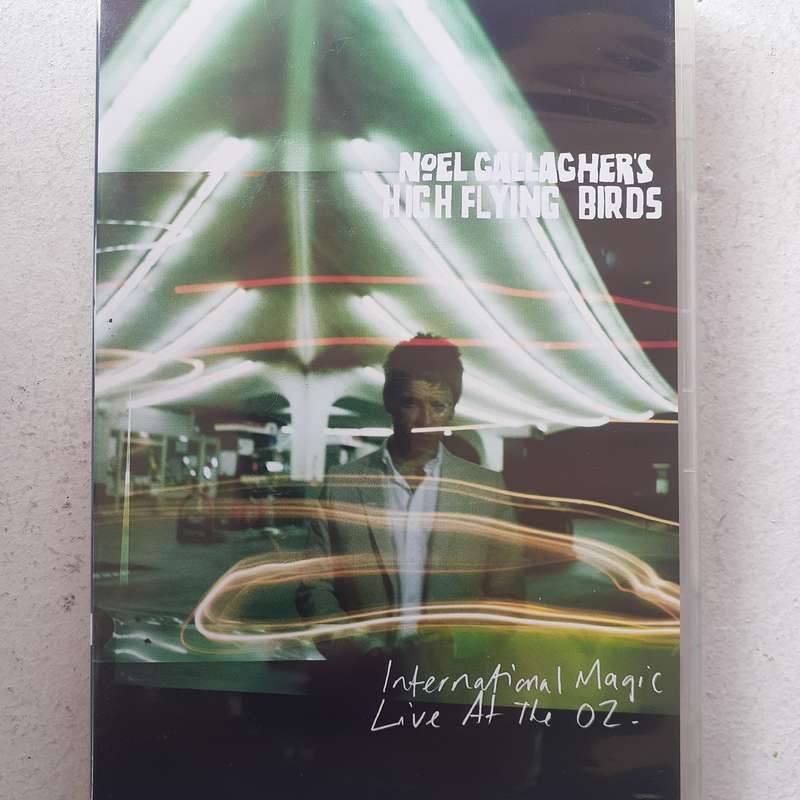 NOEL GALLAGHER'S
HIGH FLYING BIRDS
International Magic
Live At The O2.